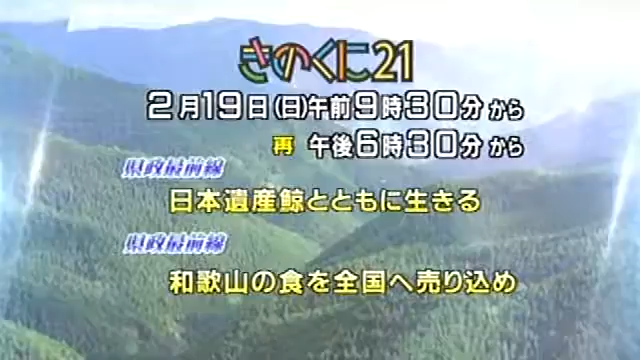 きのくに21
2月19日(日)午前9時30分から
再 午後6時30分から
県政最前線
日本遺産鯨とともに生きる
県政最前線
和歌山の食を全国へ売り込め